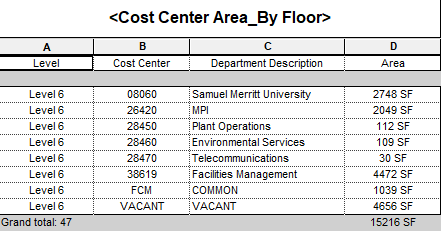 <Cost Center Area_By Floor>
A B C D
Level Cost Center Department Description Area
Level 6 08060 Samuel Merritt University 2748 SF
Level 6 26420 MPI 2049 SF
Level 6 28450 Plant Operations 112 SF
Level 6 28460 Environmental Services 109 SF
Level 6 28470 Telecommunications 30 SF
Level 6 38619 Facilities Management 4472 SF
Level 6 FCM COMMON 1039 SF
Level 6 VACANT VACANT 4656 SF
Grand total: 47 15216 SF